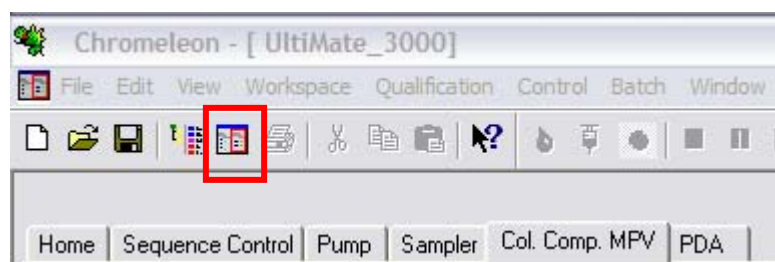 Chromeleon - [ UltiMate_3000]
File Edit View Workspace Qualification Control Batch Window
Home Sequence Control Pump Sampler Col. Comp. MPV PDA